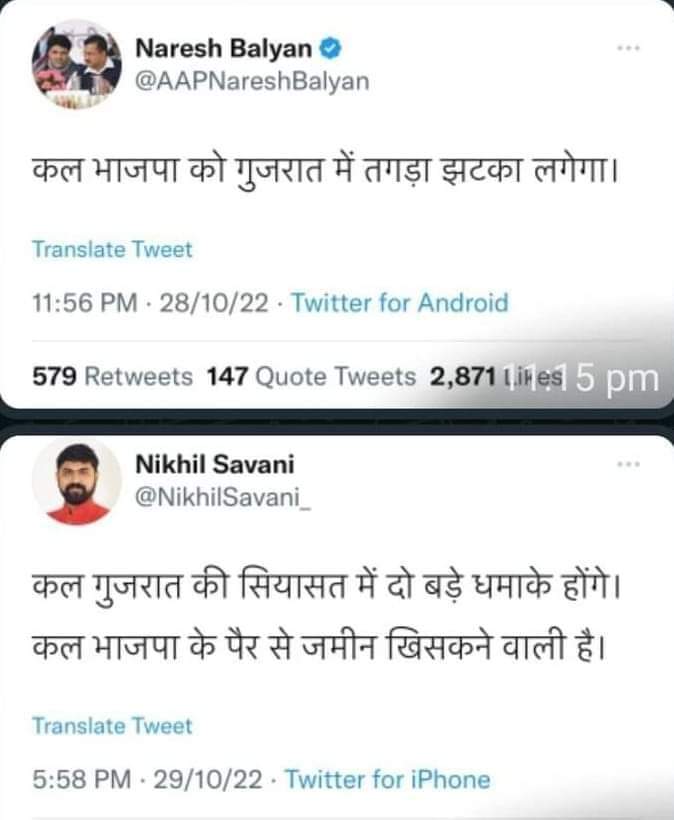 Naresh Balyan
@AAPNareshBalyan
कल भाजपा को गुजरात में तगड़ा झटका लगेगा।
Translate Tweet
11:56 PM · 28/10/22 · Twitter for Android
579 Retweets 147 Quote Tweets 2,871 Likes
11:15 pm
Nikhil Savani
@NikhilSavani_
कल गुजरात की सियासत में दो बड़े धमाके होंगे।
कल भाजपा के पैर से जमीन खिसकने वाली है।
Translate Tweet
5:58 PM · 29/10/22 · Twitter for iPhone